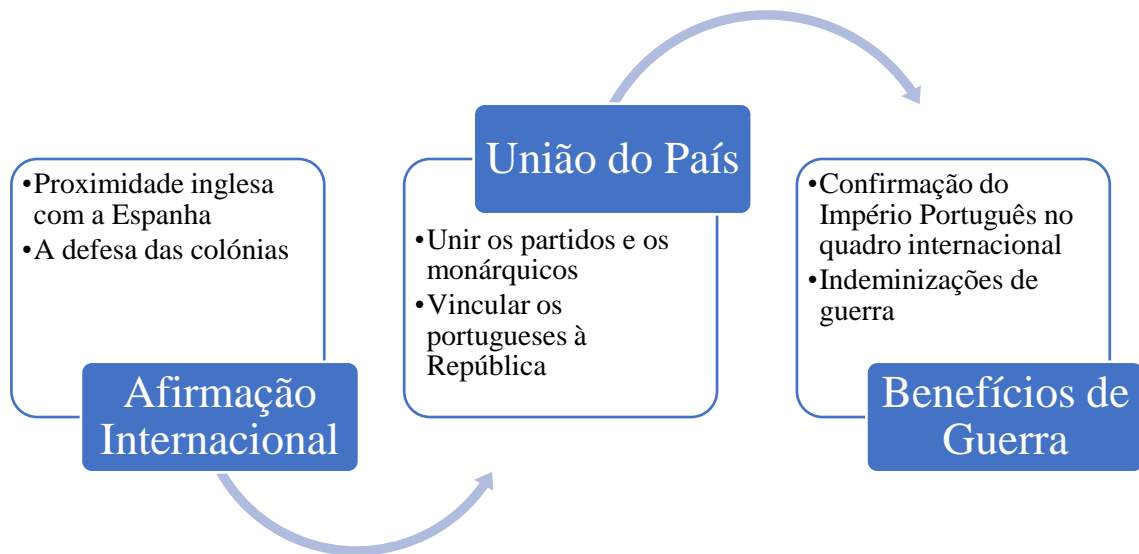 •Proximidade inglesa
com a Espanha
•A defesa das colónias
Afirmação
Internacional
União do País
•Unir os partidos e os
monárquicos
•Vincular os
portugueses à
República
•Confirmação do
Império Português no
quadro internacional
•Indeminizações de
guerra
Benefícios de
Guerra